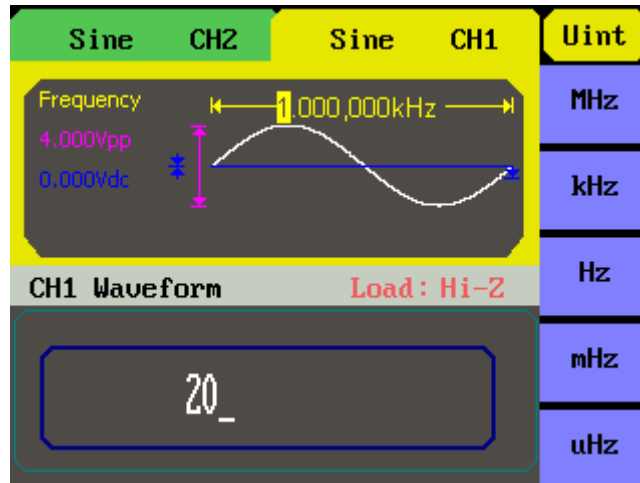 Sine CH2 Sine CH1 Uint
Frequency 1.000,000kHz
4.000Vpp
0.000Vdc
CH1 Waveform Load: Hi-Z
20_
MHz
kHz
Hz
mHz
uHz